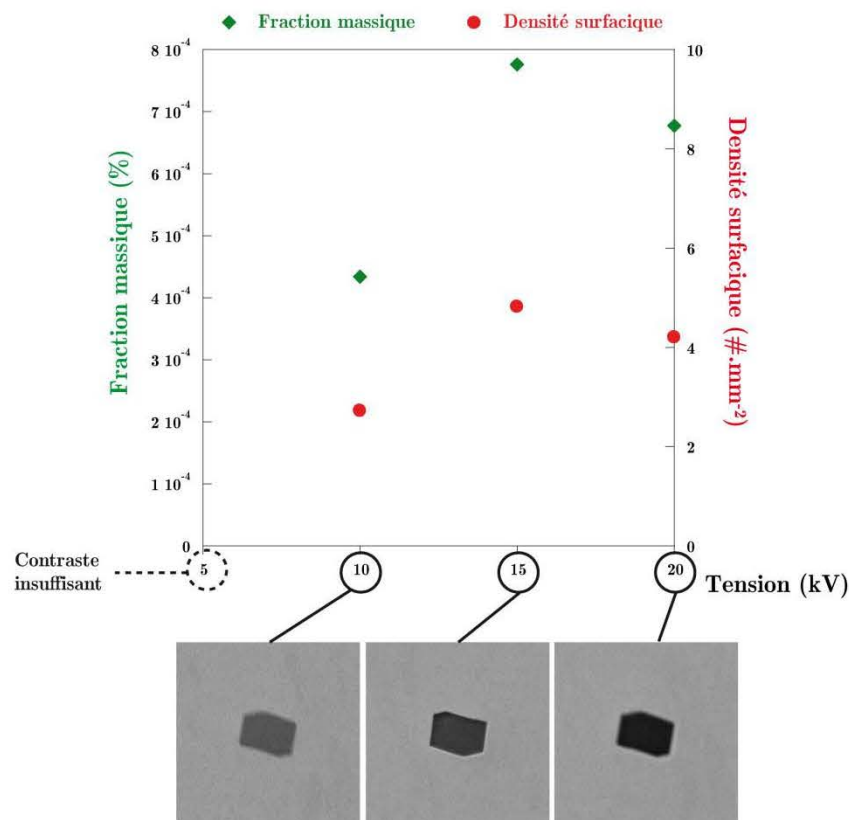 Fraction massique
Densité surfacique
8 10-4
7 10-4
6 10-4
5 10-4
4 10-4
3 10-4
2 10-4
1 10-4
0
Fraction massique (%)
10
8
6
4
2
0
Densité surfacique (#.mm-2)
Contraste
insuffisant
5
10
15
20
Tension (kV)